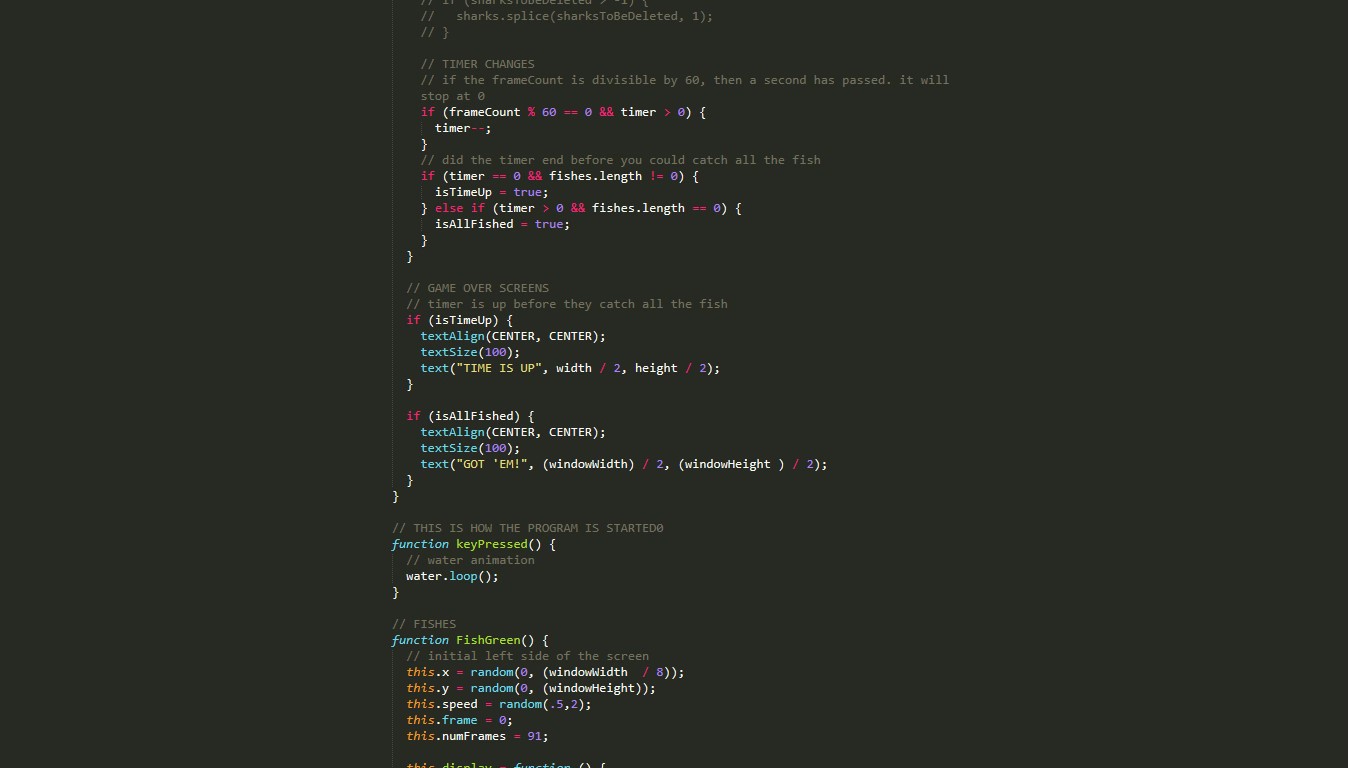 // if (sharksToBeDeleted > -1) {
//   sharks.splice(sharksToBeDeleted, 1);
// }
// TIMER CHANGES
// if the frameCount is divisible by 60, then a second has passed. it will
stop at 0
if (frameCount % 60 == 0 && timer > 0) {
timer--;
}
// did the timer end before you could catch all the fish
if (timer == 0 && fishes.length != 0) {
isTimeUp = true;
} else if (timer > 0 && fishes.length == 0) {
isAllFished = true;
}
}
// GAME OVER SCREENS
// timer is up before they catch all the fish
if (isTimeUp) {
textAlign(CENTER, CENTER);
textSize(100);
text("TIME IS UP", width / 2, height / 2);
}
if (isAllFished) {
textAlign(CENTER, CENTER);
textSize(100);
text("GOT 'EM!", (windowWidth) / 2, (windowHeight ) / 2);
}
}
// THIS IS HOW THE PROGRAM IS STARTED0
function keyPressed() {
// water animation
water.loop();
}
// FISHES
function FishGreen() {
// initial left side of the screen
this.x = random(0, (windowWidth  / 8));
this.y = random(0, (windowHeight));
this.speed = random(.5,2);
this.frame = 0;
this.numFrames = 91;
this.display = function () {